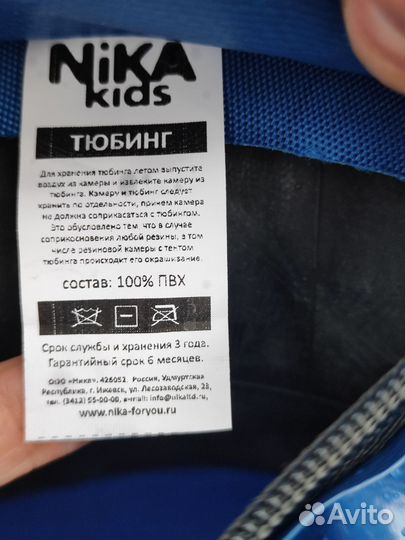 NiKA
kids
ТЮБИНГ
Для хранения тюбинга летом выпустите
воздух из камеры и извлеките камеру из
тюбинга. Камеру и тюбинг следует
хранить по отдельности, причем камера
не должна соприкасаться с тюбингом.
Это обусловлено тем, что в случае
соприкосновения любой резины, в том
числе резиновой камеры с тентом
тюбинга происходит его окрашивание.
состав: 100% ПВХ
Срок службы и хранения 3 года.
Гарантийный срок 6 месяцев.
ООО «Ника», 426052, Россия, Удмуртская
Республика, г. Ижевск, ул. Лесозаводская, 23,
тел. (3412) 55-00-00, e-mail: info@nikaltd.ru,
www.nika-foryou.ru
Avito